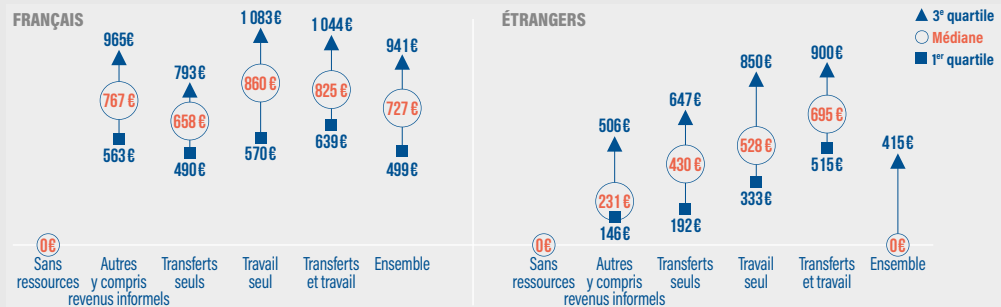 FRANÇAIS
965€
767 €
563€
793€
658 €
490€
1 083€
860 €
570€
1 044€
825 €
639€
941€
727 €
499€
0€
Sans
ressources
Autres
y compris
revenus informels
Transferts
seuls
Travail
seul
Transferts
et travail
Ensemble
ÉTRANGERS
3e quartile
Médiane
1er quartile
506€
231 €
146€
647€
430 €
192€
850€
528 €
333€
900€
695 €
515€
415€
0€
0€
Sans
ressources
Autres
y compris
revenus informels
Transferts
seuls
Travail
seul
Transferts
et travail
Ensemble